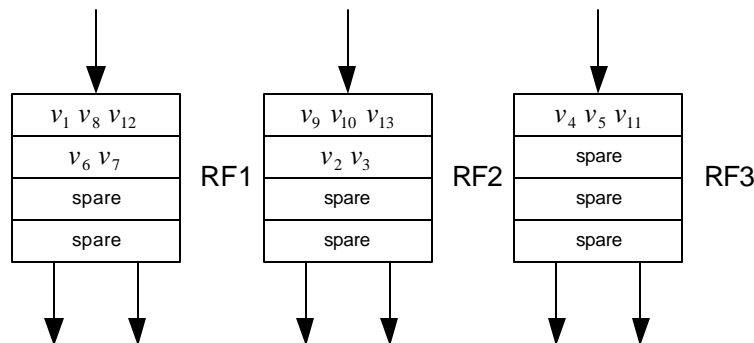 v₁ v₈ v₁₂
v₆ v₇
spare
spare
RF1
v₉ v₁₀ v₁₃
v₂ v₃
spare
spare
RF2
v₄ v₅ v₁₁
spare
spare
spare
RF3